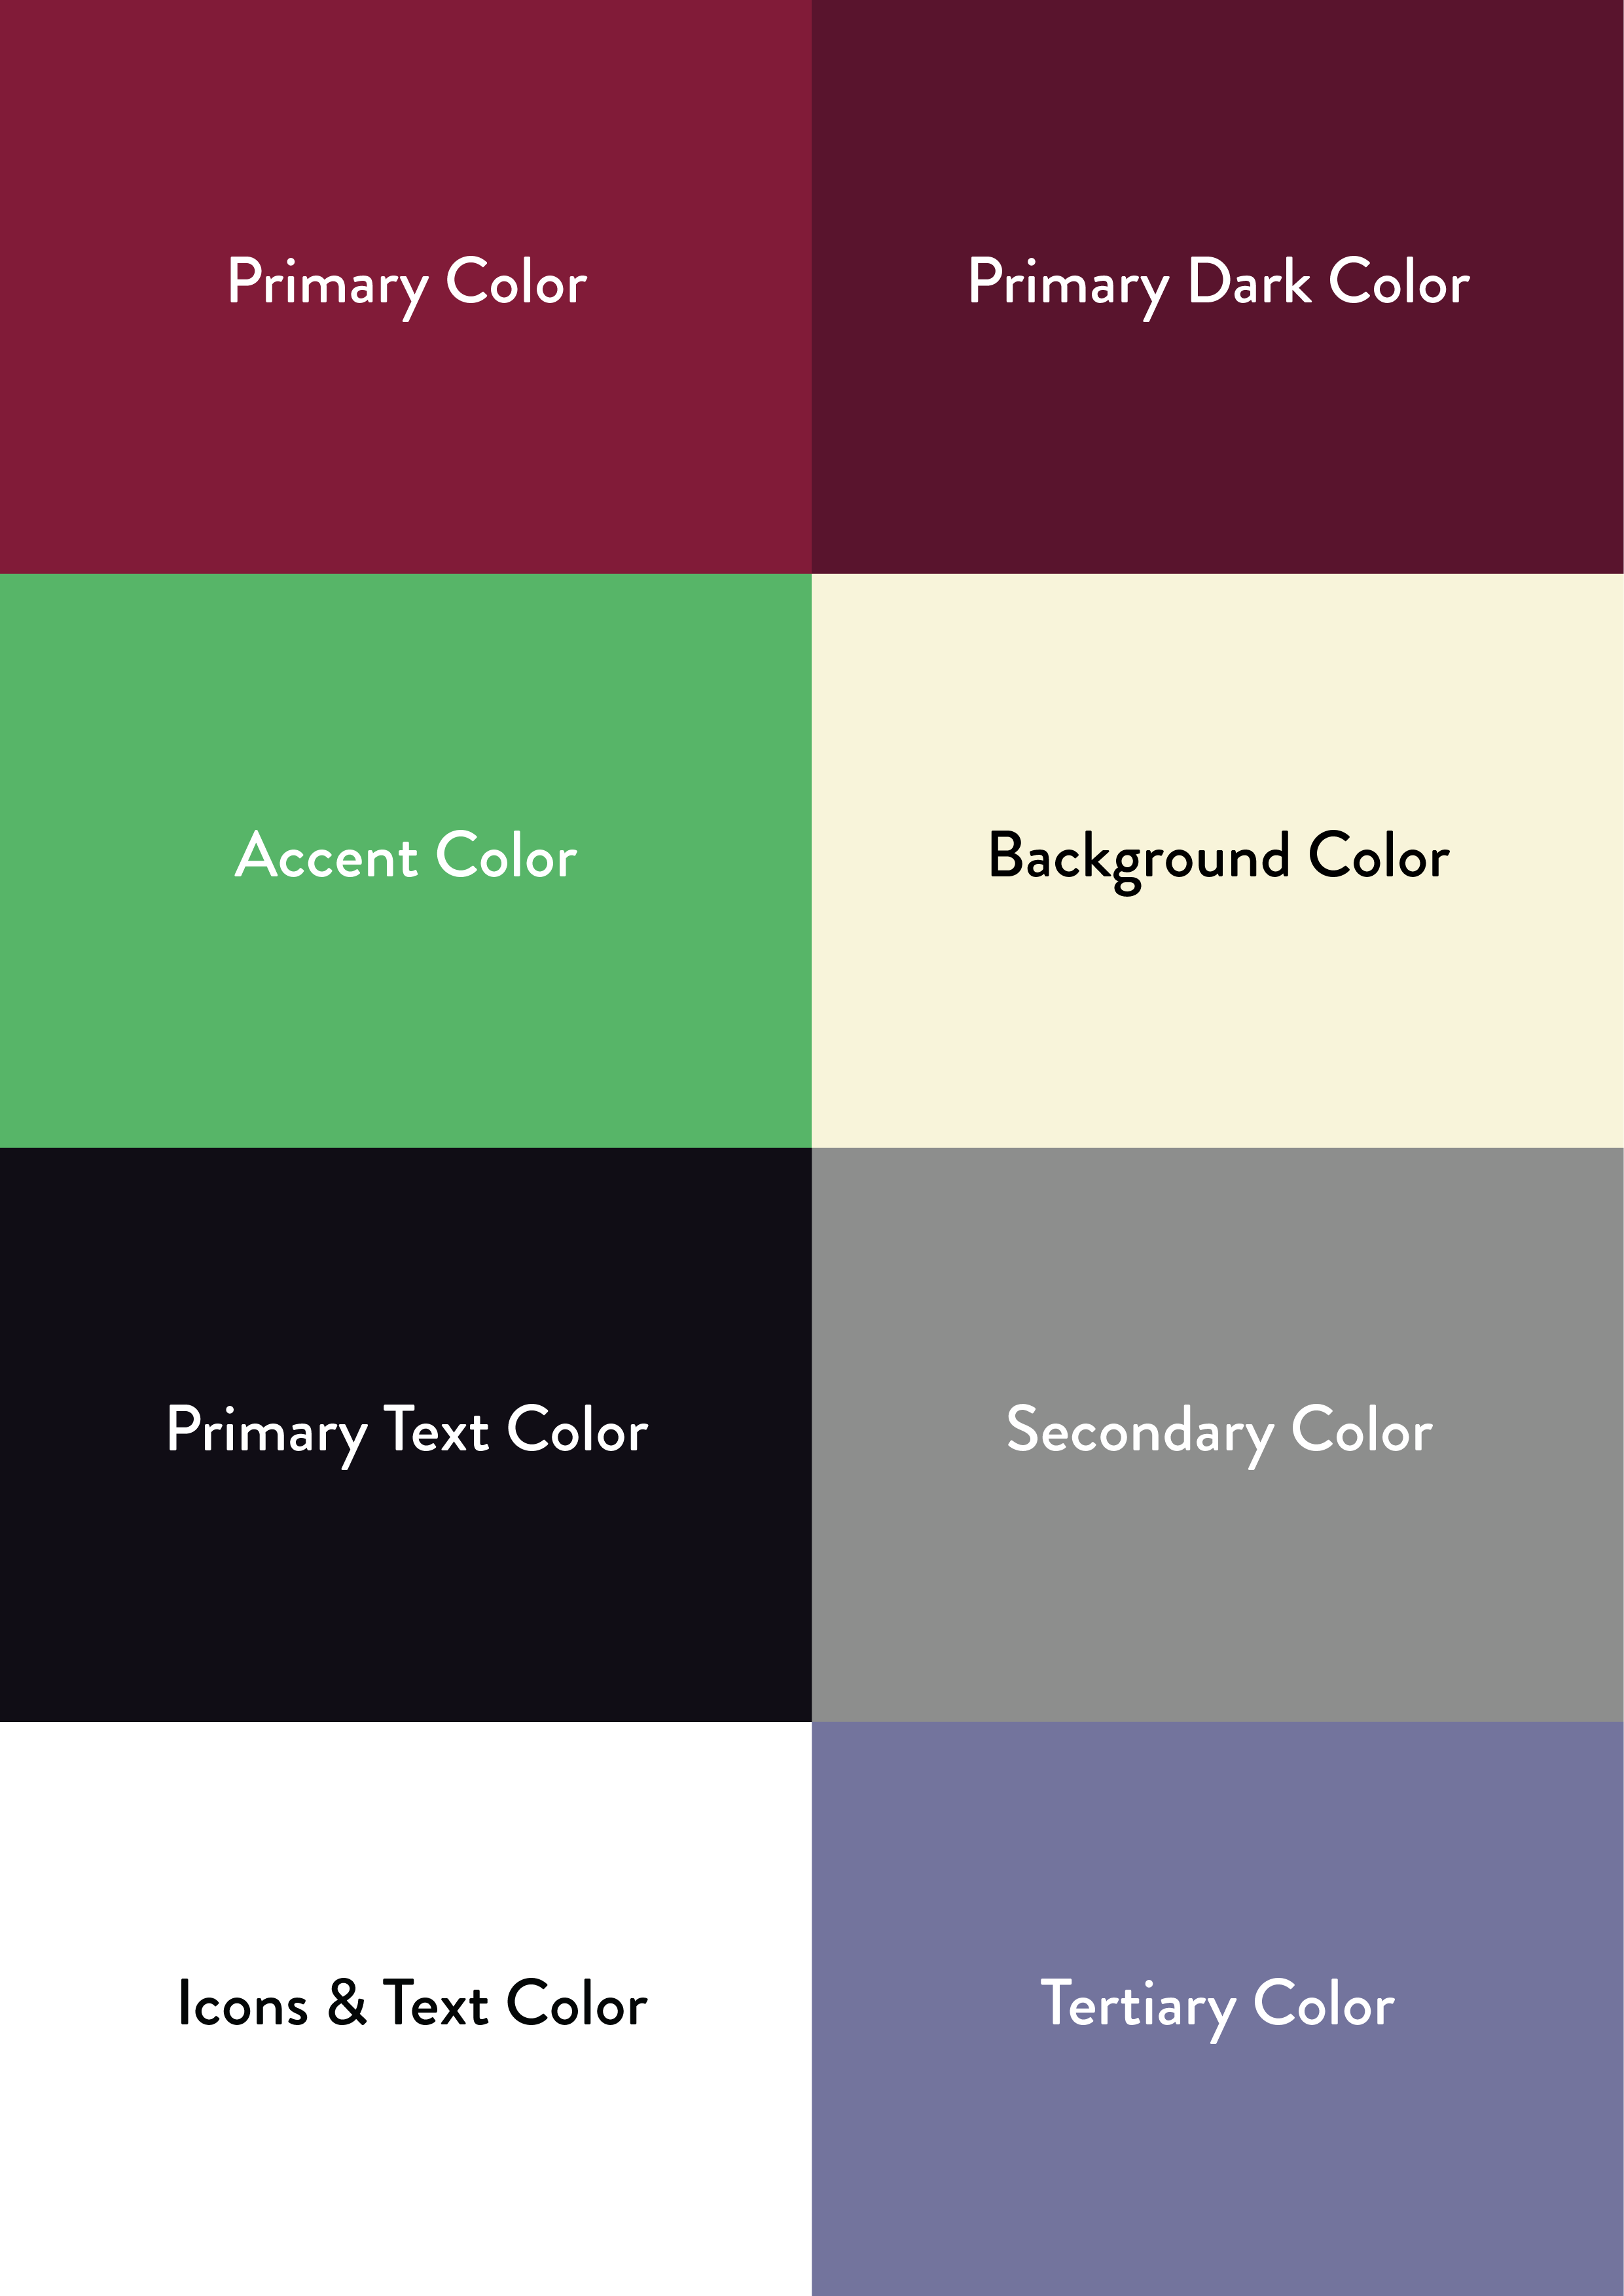 Primary Color
Primary Dark Color
Accent Color
Background Color
Primary Text Color
Secondary Color
Icons & Text Color
Tertiary Color